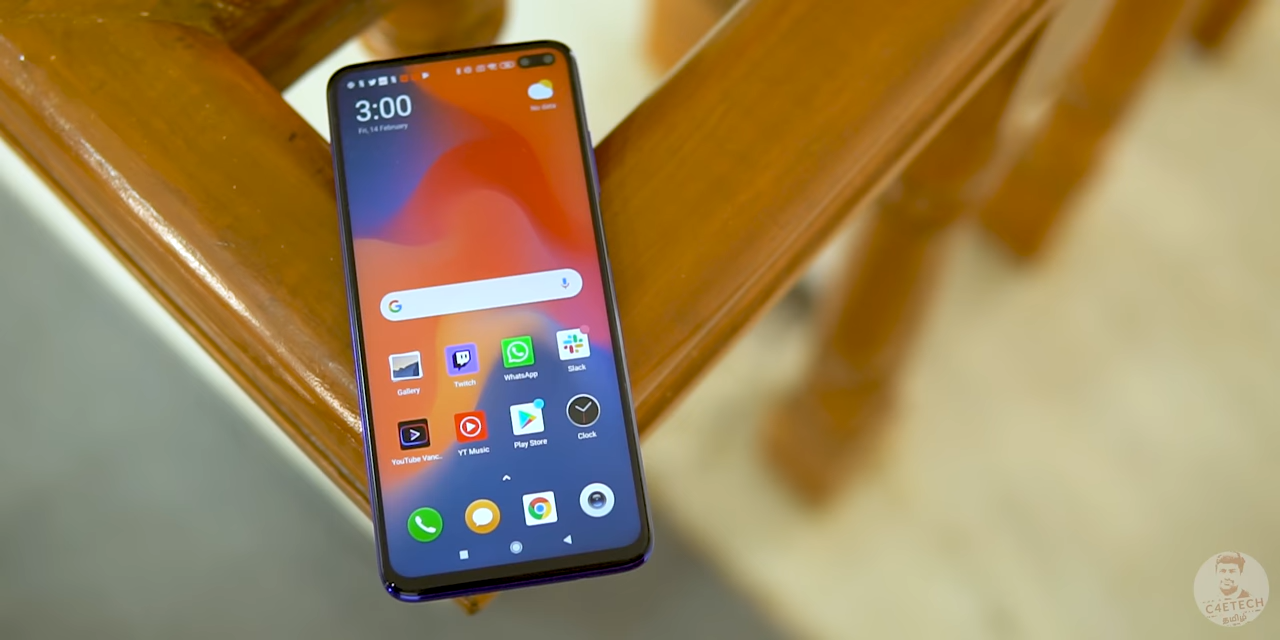 3:00
Fri, 14 February
No data
Gallery
Twitch
WhatsApp
Slack
YouTube Vanc..
YT Music
Play Store
Clock
C4ETECH
தமிழ்